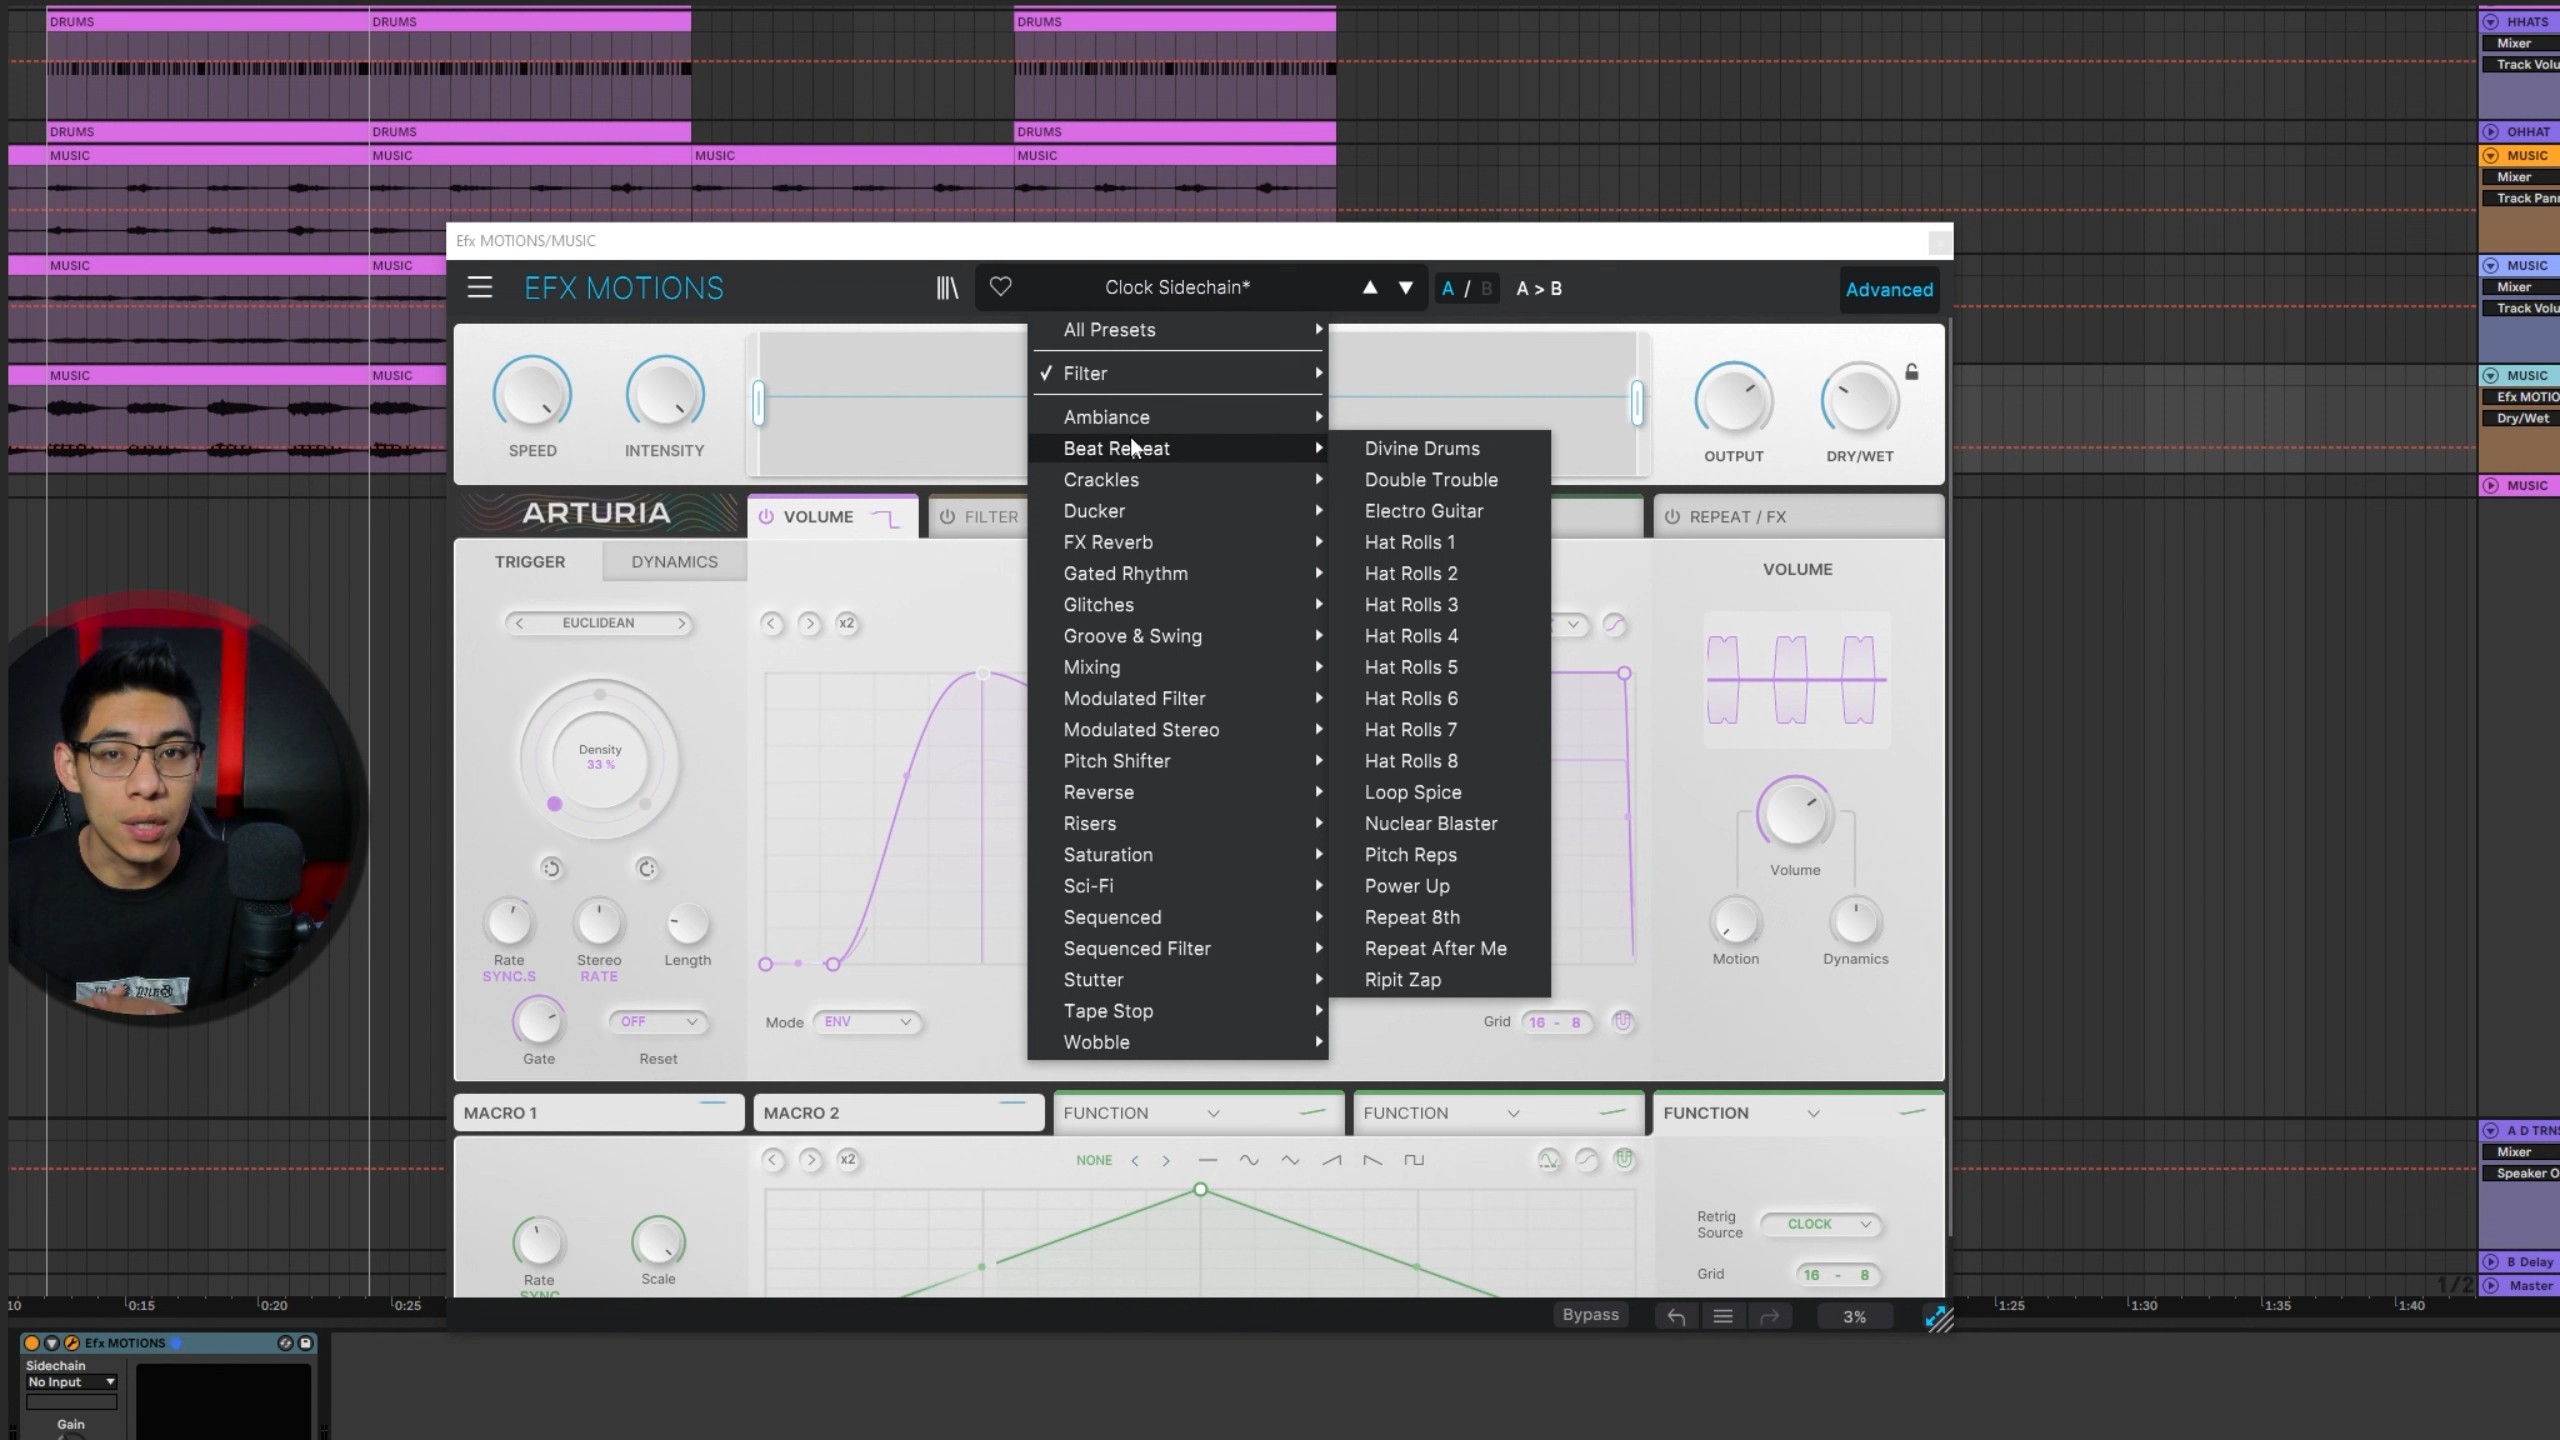 DRUMS DRUMS DRUMS
HHATS
Mixer
Track Volu
DRUMS DRUMS DRUMS
OHHAT
MUSIC MUSIC MUSIC MUSIC
MUSIC
Mixer
Track Pann
MUSIC MUSIC
MUSIC
Mixer
Track Volu
MUSIC MUSIC
MUSIC
Efx MOTIO
Dry/Wet
MUSIC
Efx MOTIONS/MUSIC
EFX MOTIONS
Clock Sidechain*
A / B
A > B
Advanced
SPEED
INTENSITY
OUTPUT
DRY/WET
All Presets
Filter
Ambiance
Beat Repeat
Crackles
Ducker
FX Reverb
Gated Rhythm
Glitches
Groove & Swing
Mixing
Modulated Filter
Modulated Stereo
Pitch Shifter
Reverse
Risers
Saturation
Sci-Fi
Sequenced
Sequenced Filter
Stutter
Tape Stop
Wobble
Divine Drums
Double Trouble
Electro Guitar
Hat Rolls 1
Hat Rolls 2
Hat Rolls 3
Hat Rolls 4
Hat Rolls 5
Hat Rolls 6
Hat Rolls 7
Hat Rolls 8
Loop Spice
Nuclear Blaster
Pitch Reps
Power Up
Repeat 8th
Repeat After Me
Ripit Zap
ARTURIA
VOLUME
FILTER
REPEAT / FX
TRIGGER
DYNAMICS
EUCLIDEAN
x2
Density
33 %
Rate
SYNC.S
Stereo
RATE
Length
Gate
OFF
Reset
Mode ENV
Grid 16 - 8
VOLUME
Volume
Motion
Dynamics
MACRO 1
MACRO 2
FUNCTION
FUNCTION
FUNCTION
x2
NONE
Rate
SYNC
Scale
Retrig
Source
CLOCK
Grid 16 - 8
A D TRNS
Mixer
Speaker O
B Delay
Master
1/2
10 0:15 0:20 0:25 1:25 1:30 1:35 1:40
Bypass
3%
Efx MOTIONS
Sidechain
No Input
Gain